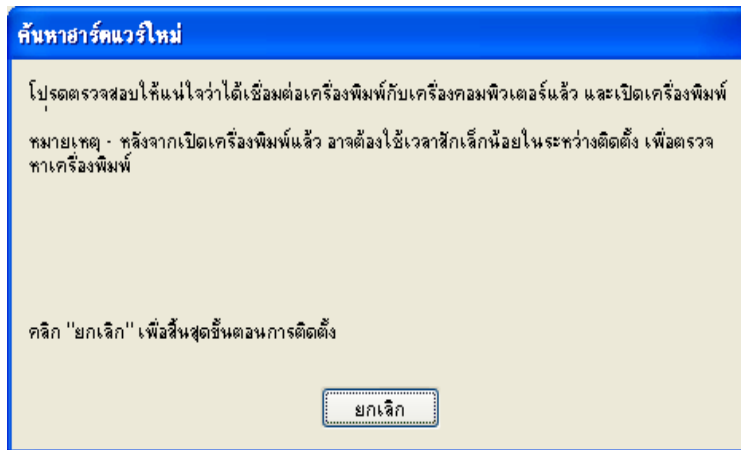 ค้นหาฮาร์ดแวร์ใหม่
โปรดตรวจสอบให้แน่ใจว่าได้เชื่อมต่อเครื่องพิมพ์กับเครื่องคอมพิวเตอร์แล้ว และเปิดเครื่องพิมพ์
หมายเหตุ - หลังจากเปิดเครื่องพิมพ์แล้ว อาจต้องใช้เวลาสักเล็กน้อยในระหว่างติดตั้ง เพื่อตรวจ
หาเครื่องพิมพ์
คลิก "ยกเลิก" เพื่อสิ้นสุดขั้นตอนการติดตั้ง
ยกเลิก